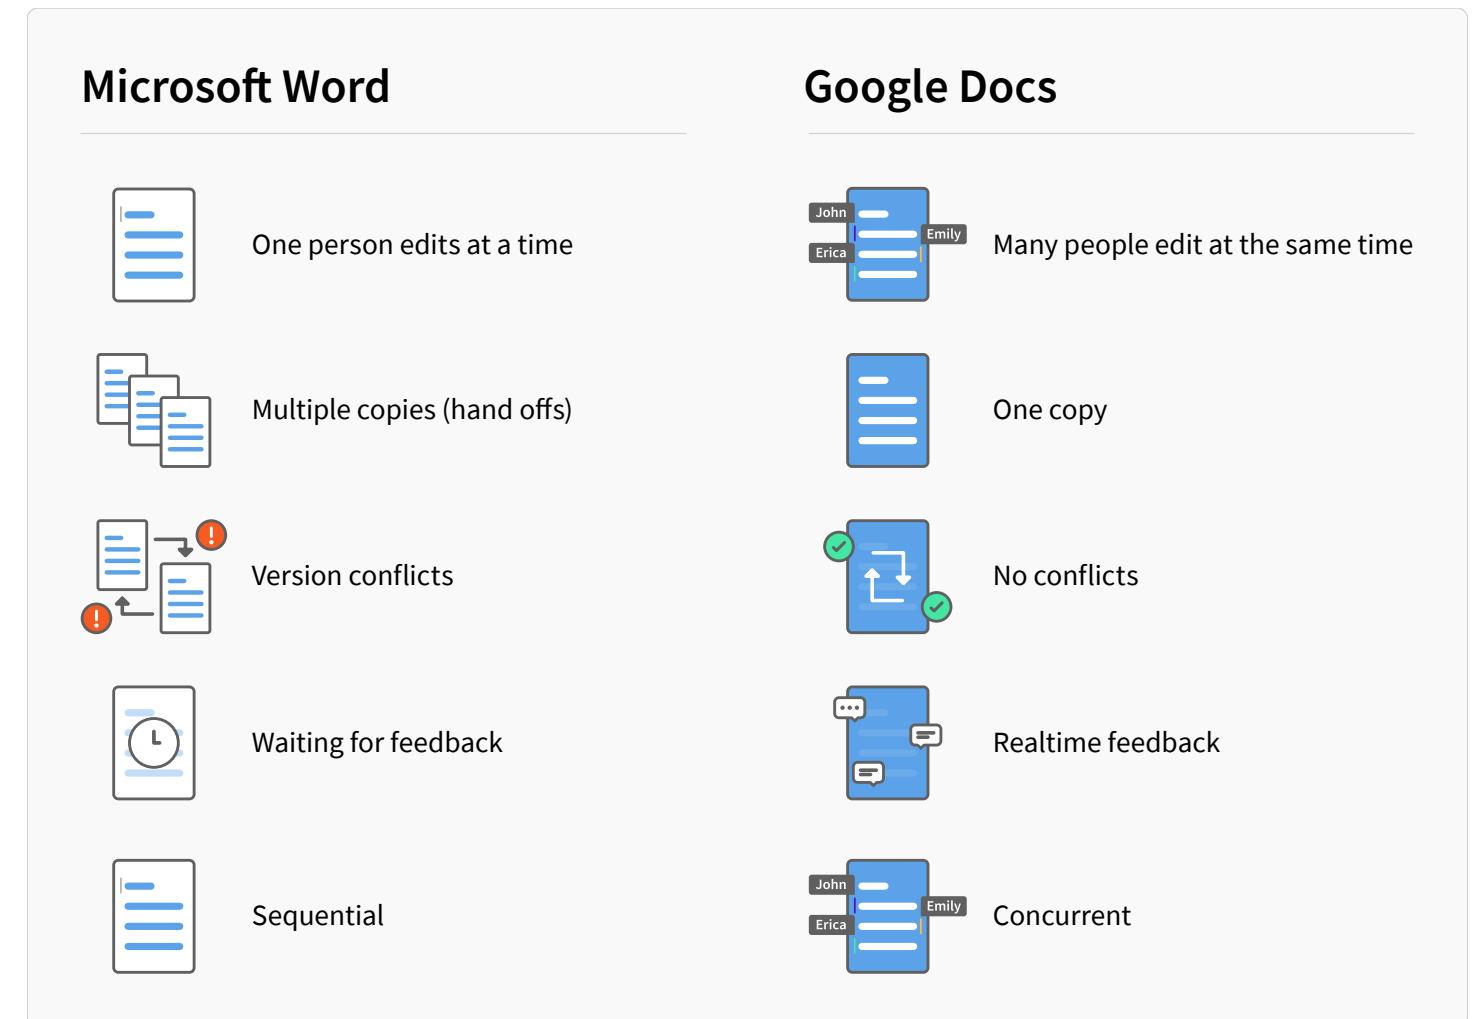 Microsoft Word
Google Docs
One person edits at a time
John
Emily
Erica
Many people edit at the same time
Multiple copies (hand offs)
One copy
Version conflicts
No conflicts
Waiting for feedback
Realtime feedback
Sequential
John
Emily
Erica
Concurrent